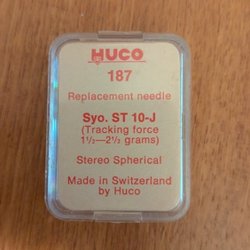 HUCO
187
Replacement needle
Syo. ST 10-J
(Tracking force
1½—2½ grams)
Stereo Spherical
Made in Switzerland
by Huco